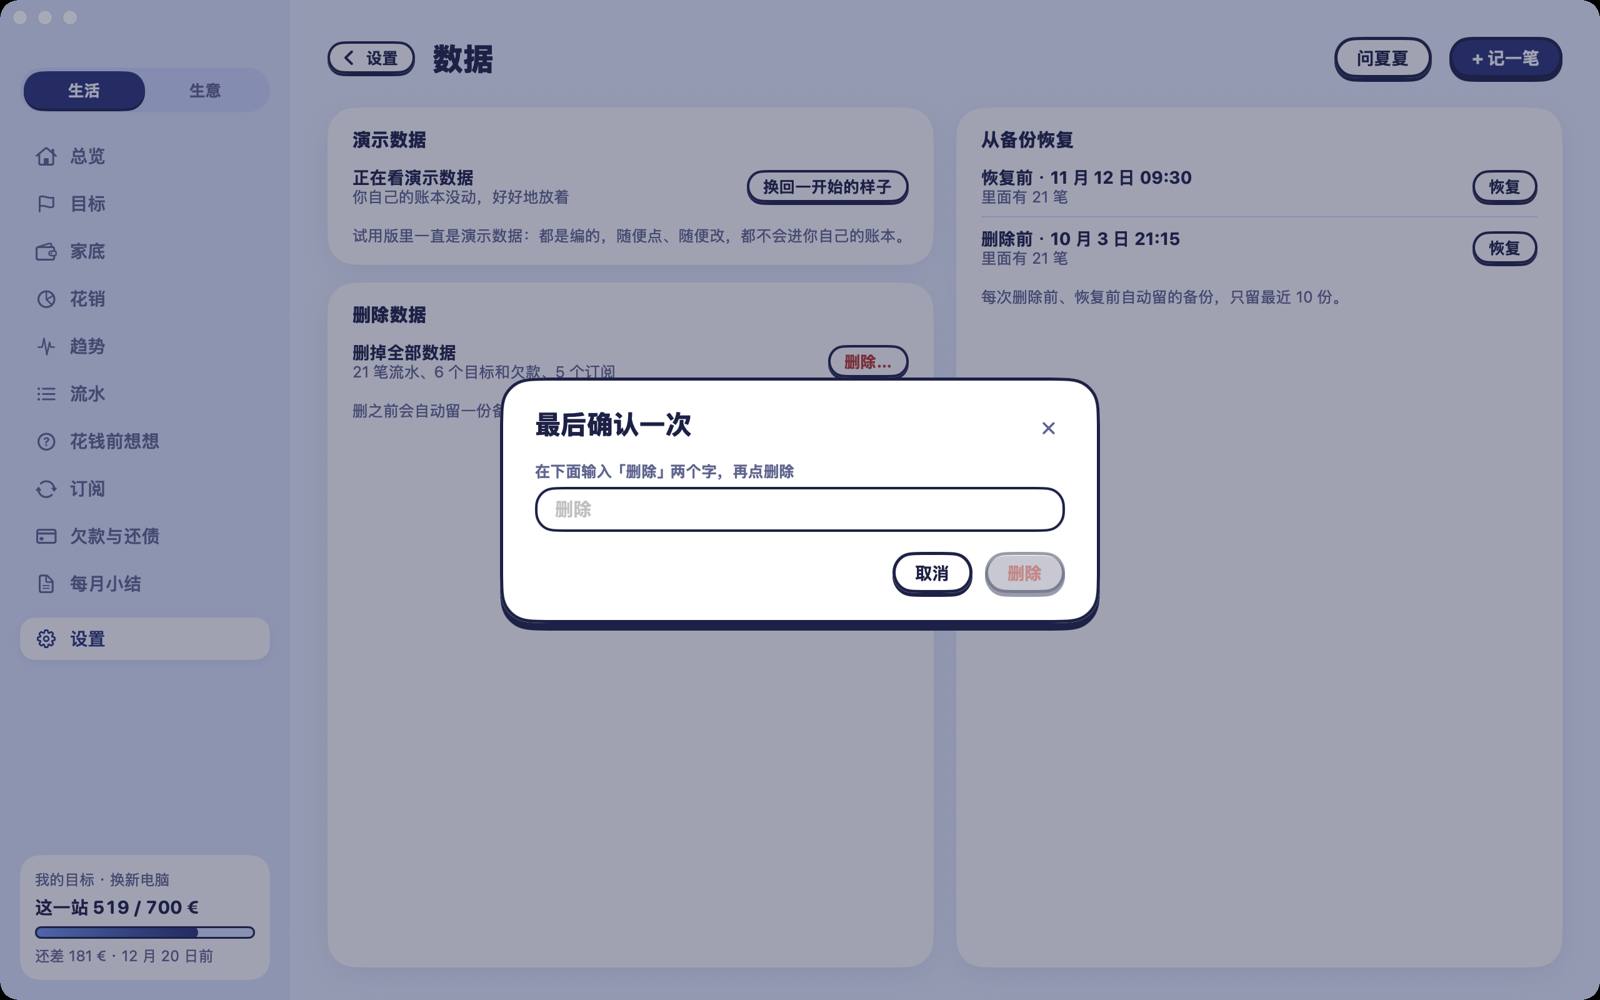 生活
生意
总览
目标
家底
花销
趋势
流水
花钱前想想
订阅
欠款与还债
每月小结
设置
我的目标 · 换新电脑
这一站 519 / 700 €
还差 181 € · 12 月 20 日前
设置
数据
问夏夏
+ 记一笔
演示数据
正在看演示数据
你自己的账本没动，好好地放着
换回一开始的样子
试用版里一直是演示数据：都是编的，随便点、随便改，都不会进你自己的账本。
删除数据
删掉全部数据
21 笔流水、6 个目标和欠款、5 个订阅
删除...
删之前会自动留一份
从备份恢复
恢复前 · 11 月 12 日 09:30
里面有 21 笔
恢复
删除前 · 10 月 3 日 21:15
里面有 21 笔
恢复
每次删除前、恢复前自动留的备份，只留最近 10 份。
最后确认一次
×
在下面输入「删除」两个字，再点删除
删除
取消
删除